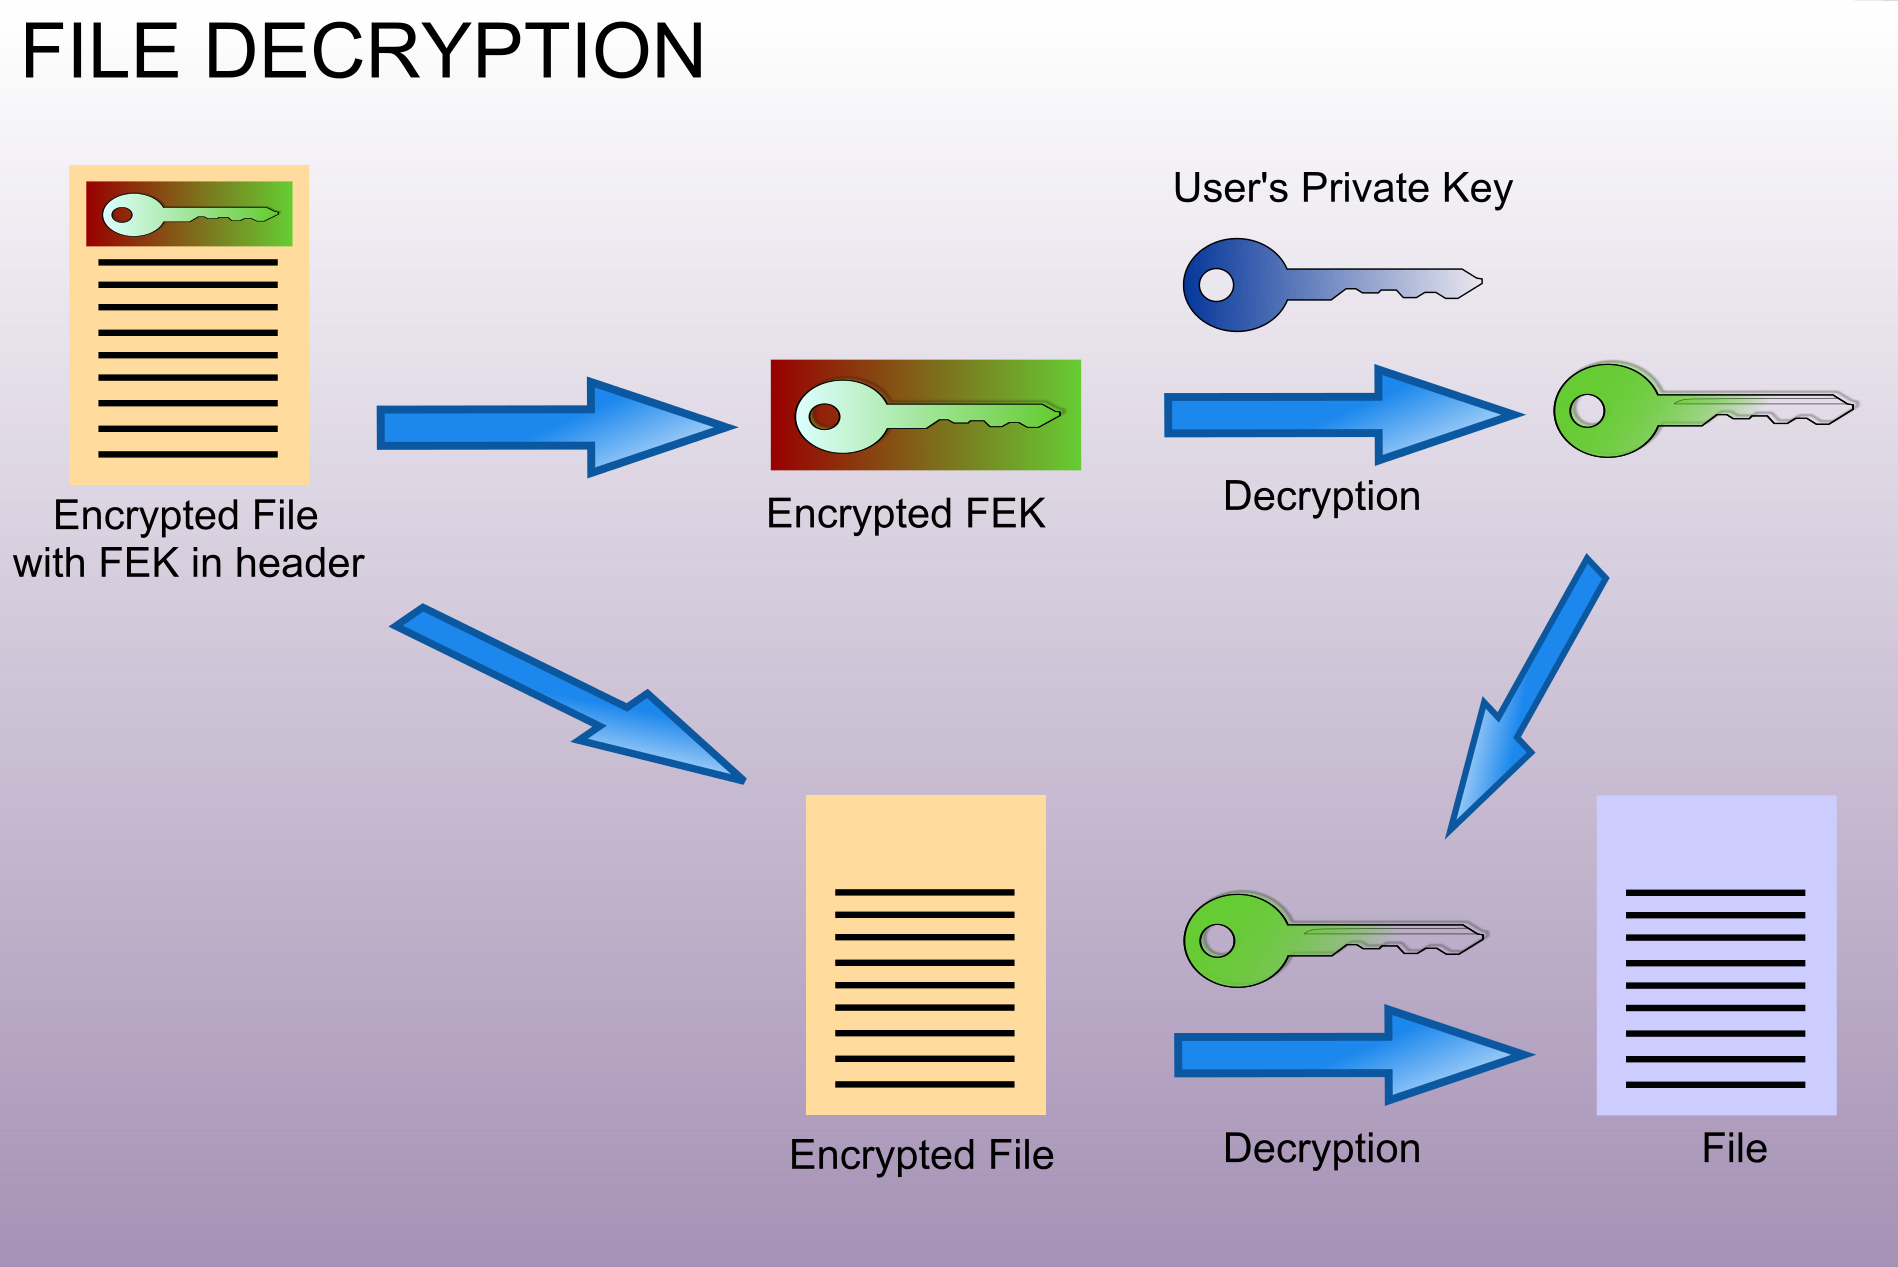 FILE DECRYPTION
User's Private Key
Encrypted File
with FEK in header
Encrypted FEK
Decryption
Encrypted File
Decryption
File